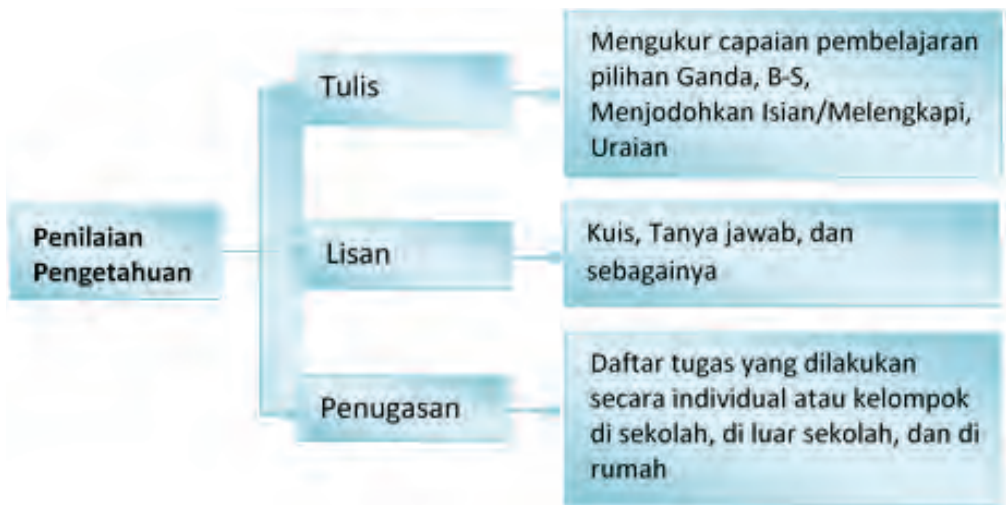 Penilaian
Pengetahuan
Tulis
Mengukur capaian pembelajaran
pilihan Ganda, B-S,
Menjodohkan Isian/Melengkapi,
Uraian
Lisan
Kuis, Tanya jawab, dan
sebagainya
Penugasan
Daftar tugas yang dilakukan
secara individual atau kelompok
di sekolah, di luar sekolah, dan di
rumah